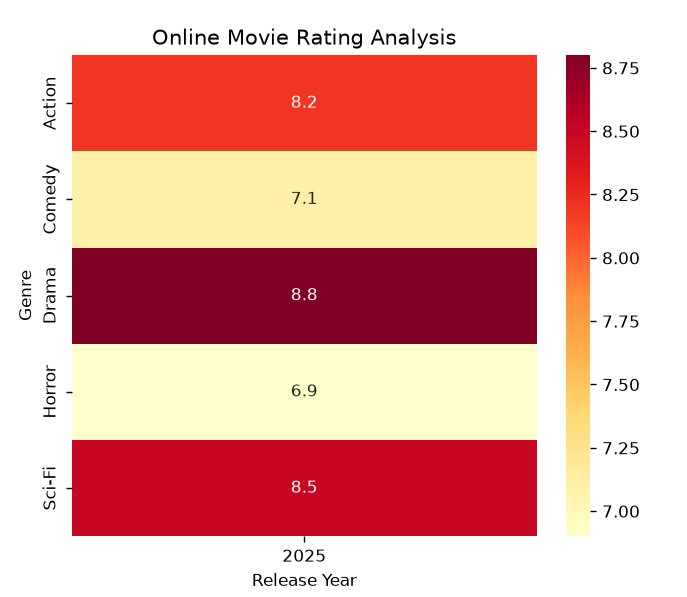 Online Movie Rating Analysis
Genre
Action
8.2
Comedy
7.1
Drama
8.8
Horror
6.9
Sci-Fi
8.5
2025
Release Year
8.75
8.50
8.25
8.00
7.75
7.50
7.25
7.00